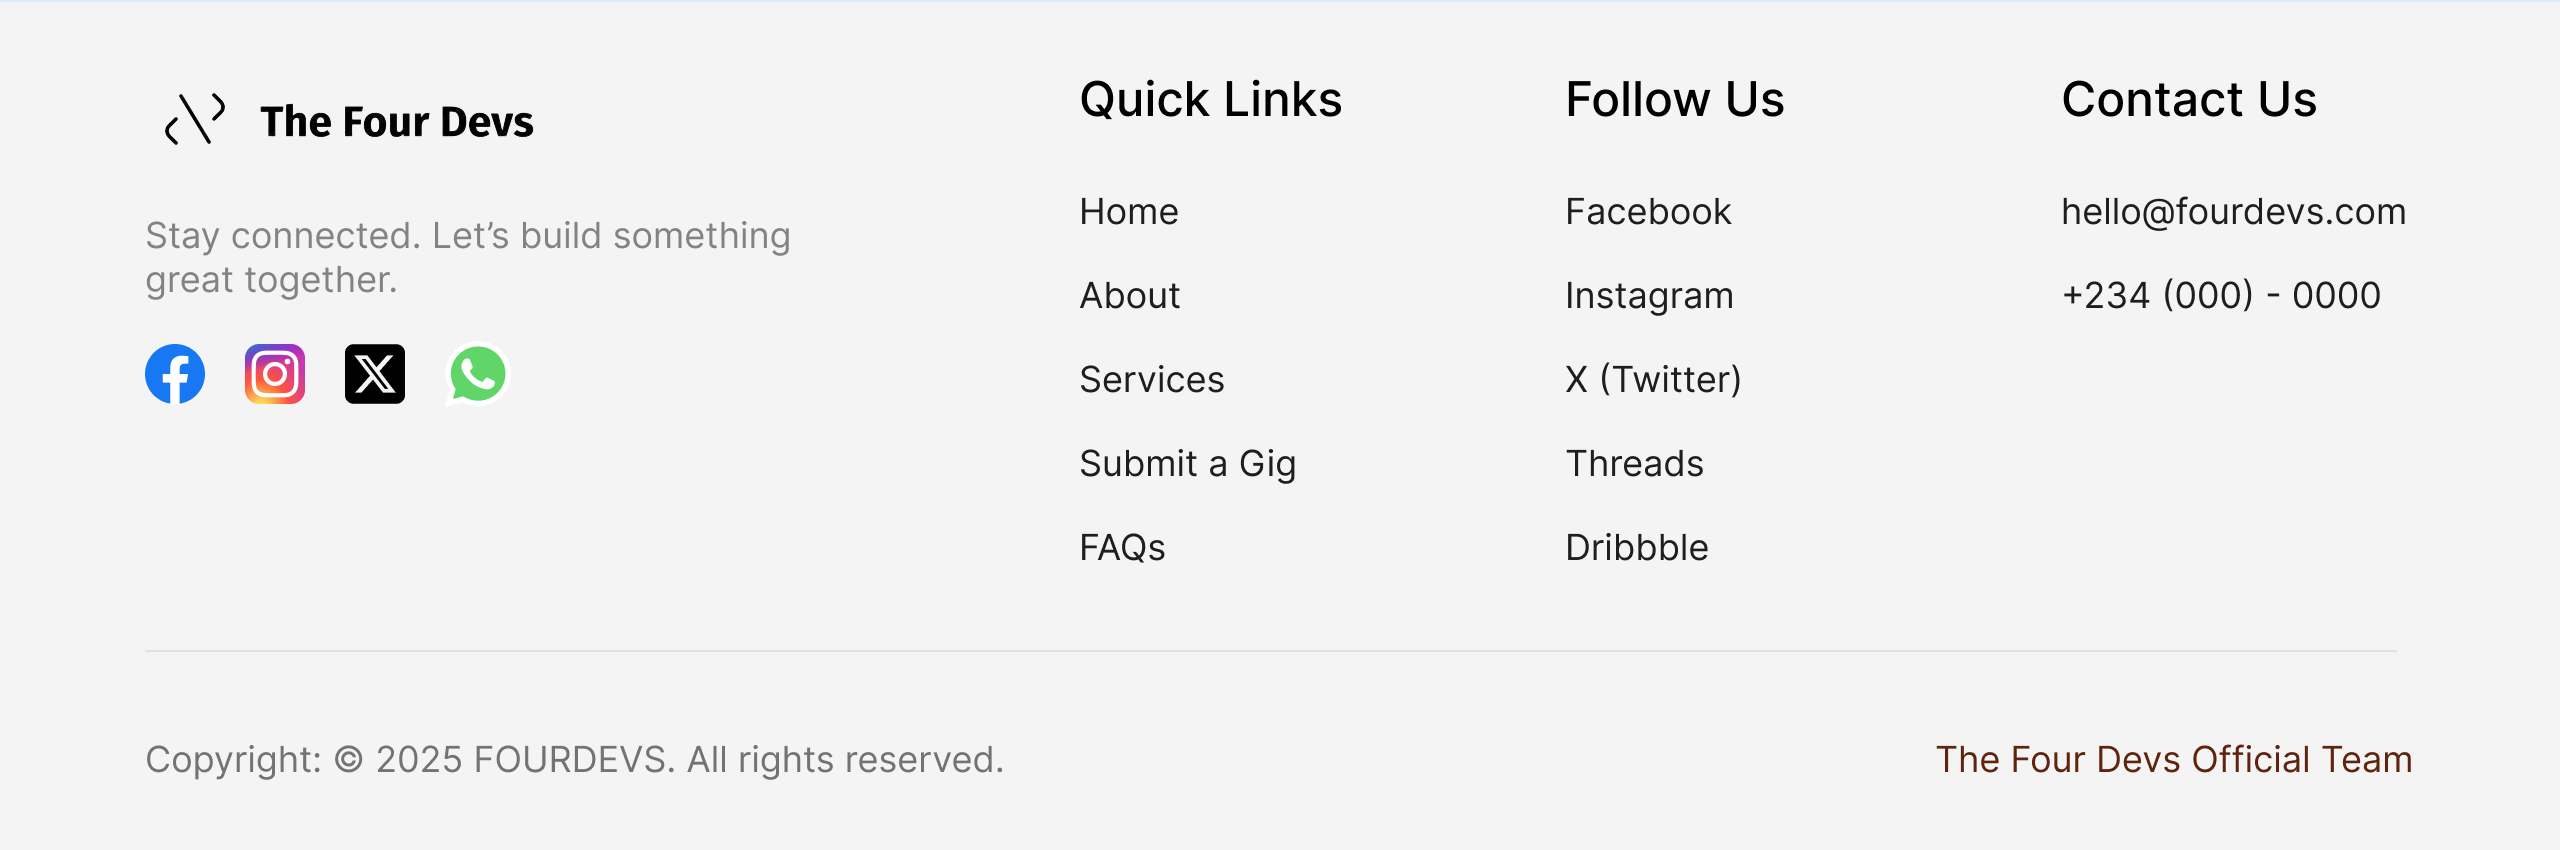 The Four Devs
Stay connected. Let’s build something
great together.
Quick Links
Home
About
Services
Submit a Gig
FAQs
Follow Us
Facebook
Instagram
X (Twitter)
Threads
Dribbble
Contact Us
hello@fourdevs.com
+234 (000) - 0000
Copyright: © 2025 FOURDEVS. All rights reserved.
The Four Devs Official Team